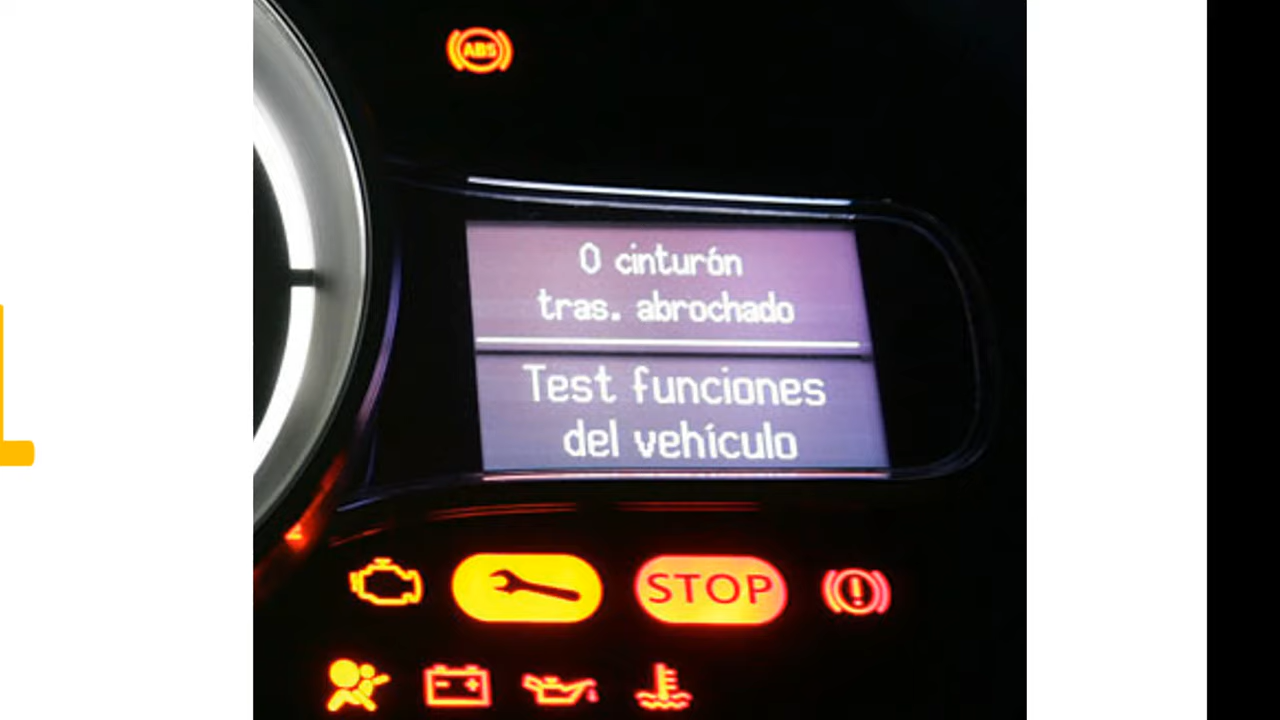 ABS
0 cinturón
tras. abrochado
Test funciones
del vehículo
STOP